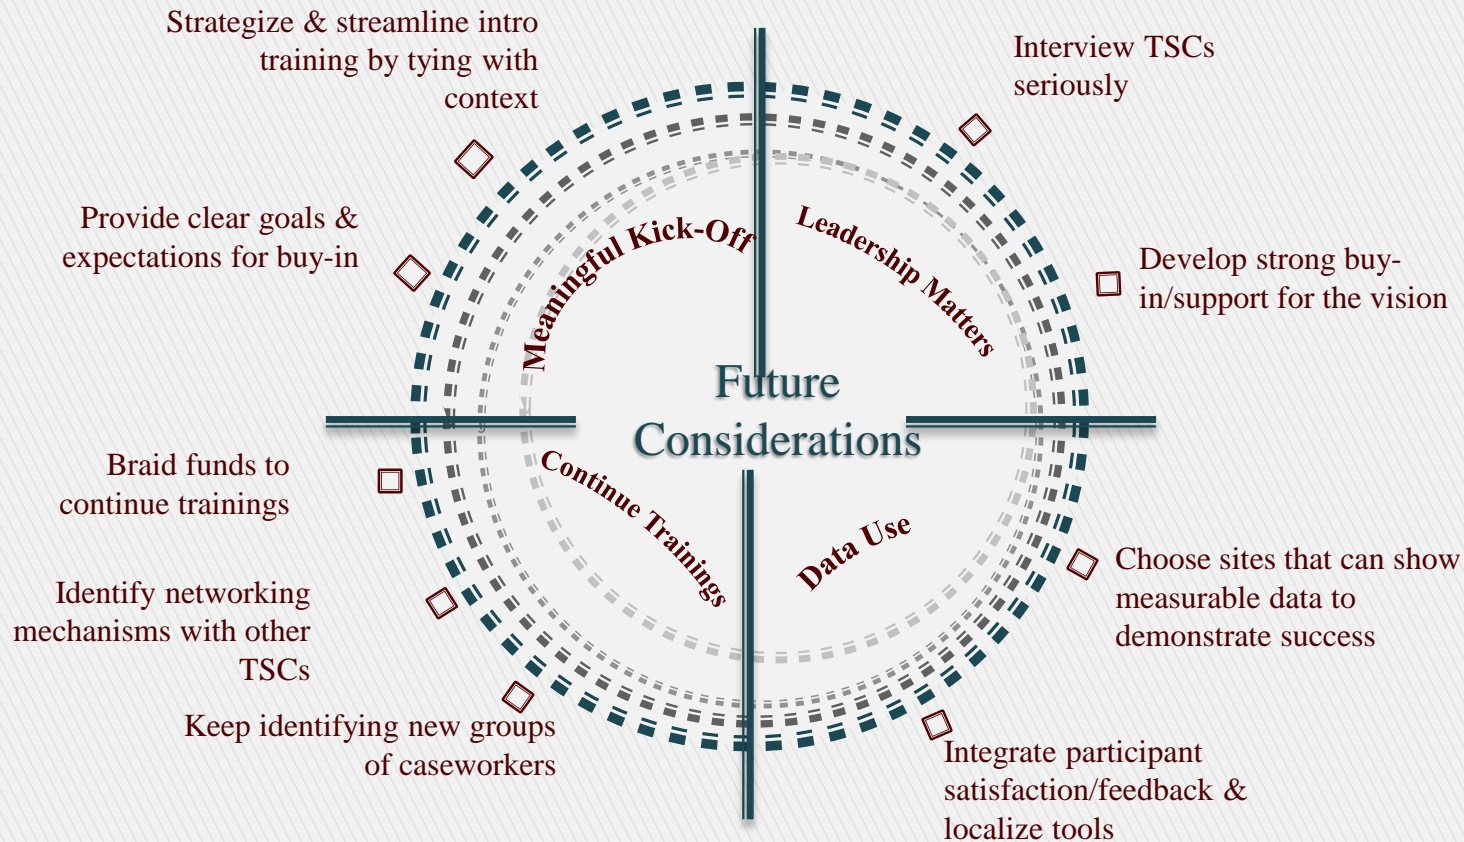 Strategize & streamline intro
training by tying with
context
Provide clear goals &
expectations for buy-in
Meaningful Kick-Off
Interview TSCs
seriously
Develop strong buy-
in/support for the vision
Leadership Matters
Future
Considerations
Braid funds to
continue trainings
Identify networking
mechanisms with other
TSCs
Keep identifying new groups
of caseworkers
Continue Trainings
Data Use
Choose sites that can show
measurable data to
demonstrate success
Integrate participant
satisfaction/feedback &
localize tools